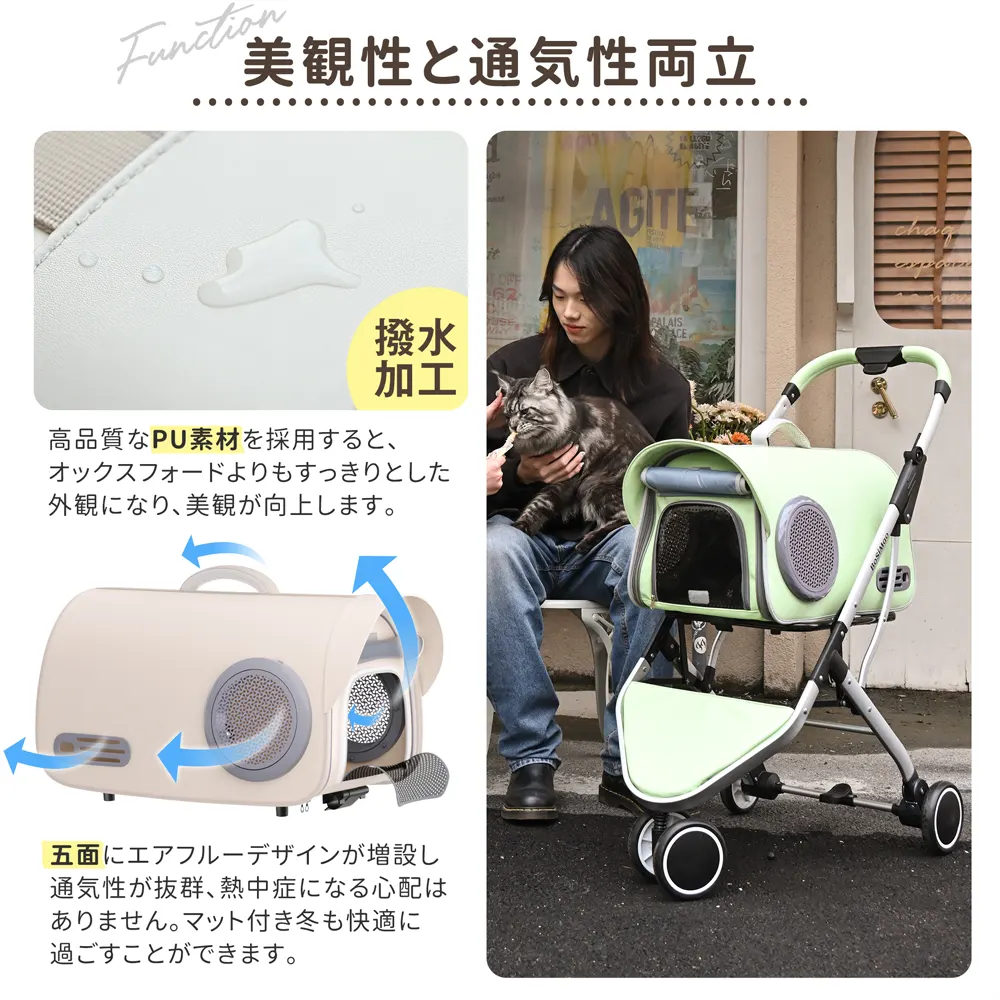 Function
美観性と通気性両立
撥水
加工
高品質なPU素材を採用すると、
オックスフォードよりもすっきりとした
外観になり、美観が向上します。
五面にエアフルーデザインが増設し
通気性が抜群、熱中症になる心配は
ありません。マット付き冬も快適に
過ごすことができます。
AGITE
PALAIS
BoSiMoo